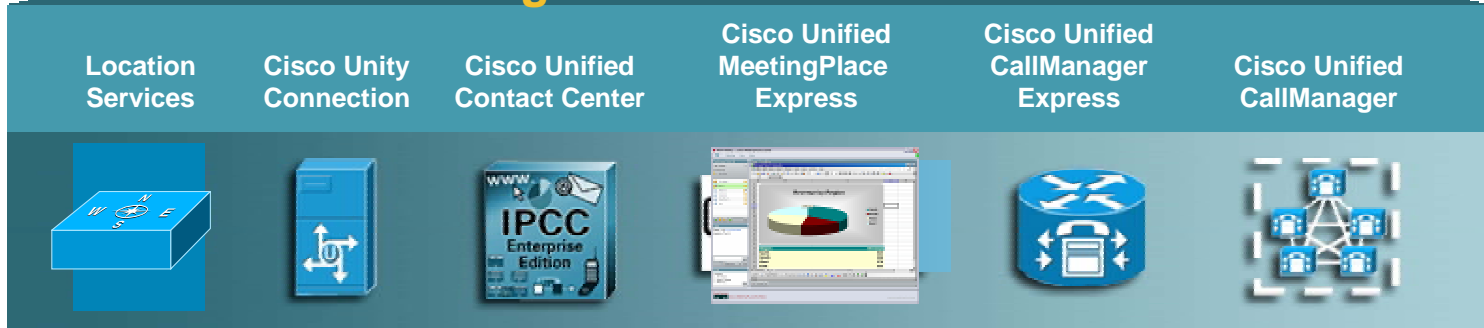 Location
Services
Cisco Unity
Connection
Cisco Unified
Contact Center
Cisco Unified
MeetingPlace
Express
Cisco Unified
CallManager
Express
Cisco Unified
CallManager
N
W
E
S
U
www.
@
IPCC
Enterprise
Edition